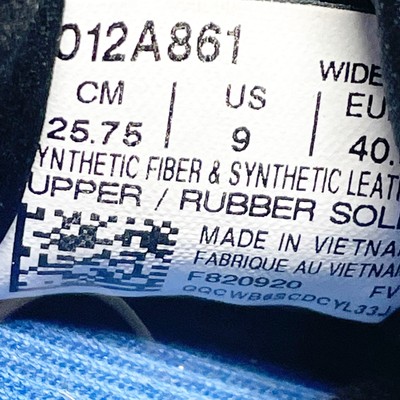 012A861
WIDE
CM US EU
25.75 9 40.
YNTHETIC FIBER & SYNTHETIC LEAT
UPPER / RUBBER SOL
MADE IN VIETNA
FABRIQUE AU VIETNA
F820920 FV